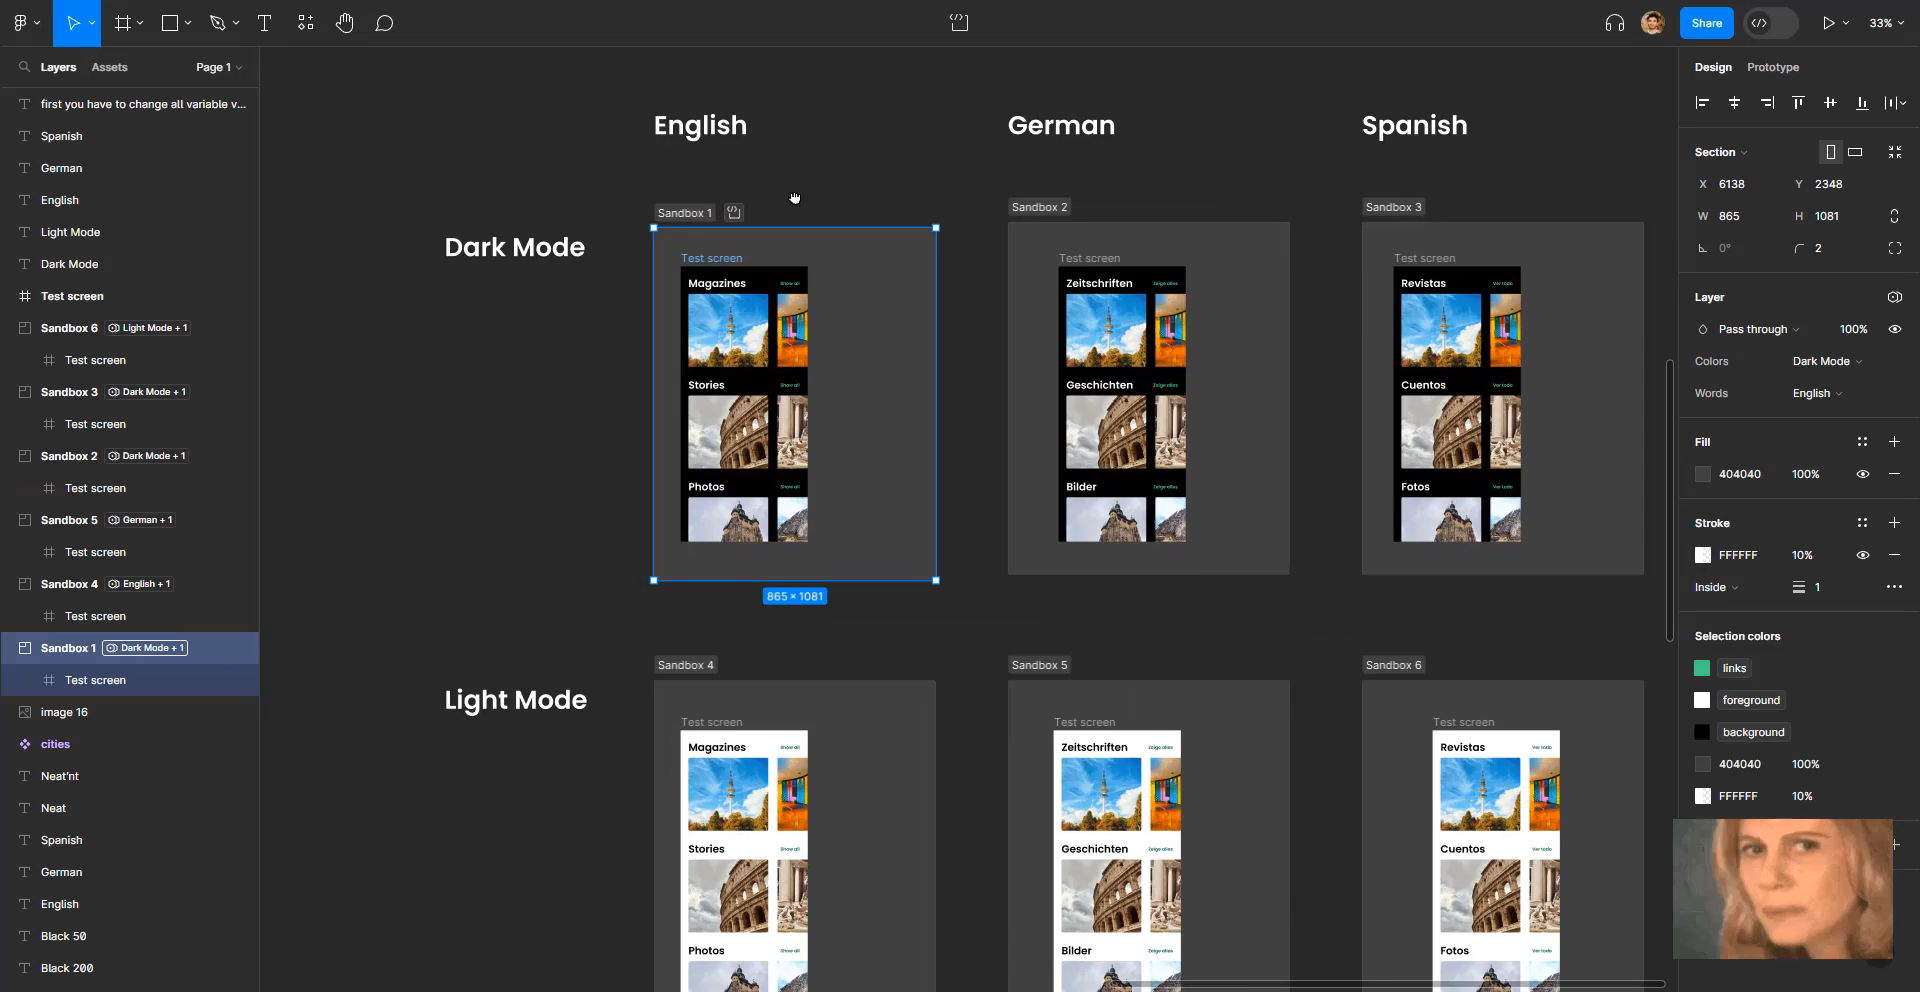 Share
33%
Layers
Assets
Page 1
first you have to change all variable v...
Spanish
German
English
Light Mode
Dark Mode
Test screen
Sandbox 6
Light Mode + 1
Test screen
Sandbox 3
Dark Mode + 1
Test screen
Sandbox 2
Dark Mode + 1
Test screen
Sandbox 5
German + 1
Test screen
Sandbox 4
English + 1
Test screen
Sandbox 1
Dark Mode + 1
Test screen
image 16
cities
Neat'nt
Neat
Spanish
German
English
Black 50
Black 200
English
German
Spanish
Dark Mode
Sandbox 1
Test screen
Magazines
Show all
Stories
Show all
Photos
Show all
865 × 1081
Sandbox 2
Test screen
Zeitschriften
Zeige alles
Geschichten
Zeige alles
Bilder
Zeige alles
Sandbox 3
Test screen
Revistas
Ver todo
Cuentos
Ver todo
Fotos
Ver todo
Light Mode
Sandbox 4
Test screen
Magazines
Show all
Stories
Show all
Photos
Show all
Sandbox 5
Test screen
Zeitschriften
Zeige alles
Geschichten
Zeige alles
Bilder
Zeige alles
Sandbox 6
Test screen
Revistas
Ver todo
Cuentos
Ver todo
Fotos
Ver todo
Design
Prototype
Section
X 6138
Y 2348
W 865
H 1081
0°
2
Layer
Pass through
100%
Colors
Dark Mode
Words
English
Fill
404040
100%
Stroke
FFFFFF
10%
Inside
1
Selection colors
links
foreground
background
404040
100%
FFFFFF
10%